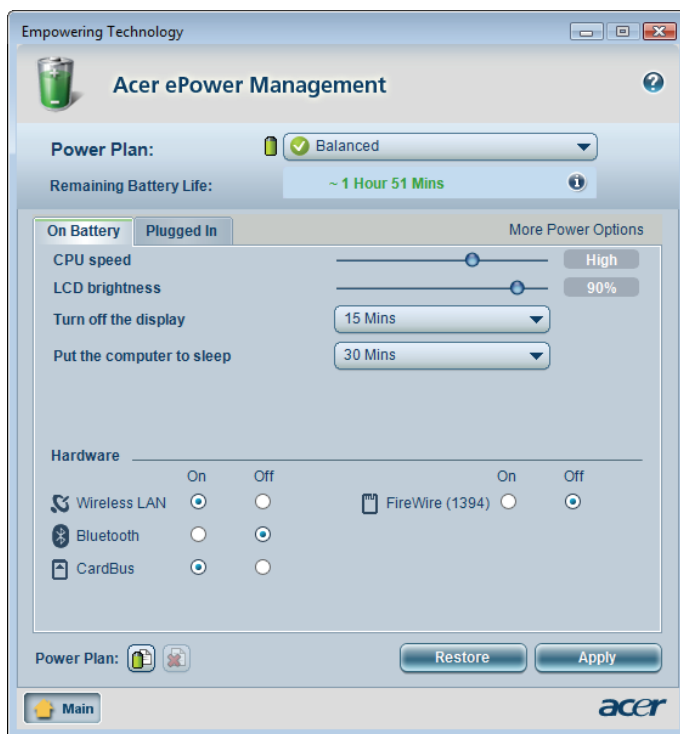 Empowering Technology
Acer ePower Management
Power Plan: Balanced
Remaining Battery Life: ~ 1 Hour 51 Mins
On Battery Plugged In More Power Options
CPU speed High
LCD brightness 90%
Turn off the display 15 Mins
Put the computer to sleep 30 Mins
Hardware
On Off On Off
Wireless LAN FireWire (1394)
Bluetooth
CardBus
Power Plan: Restore Apply
Main acer